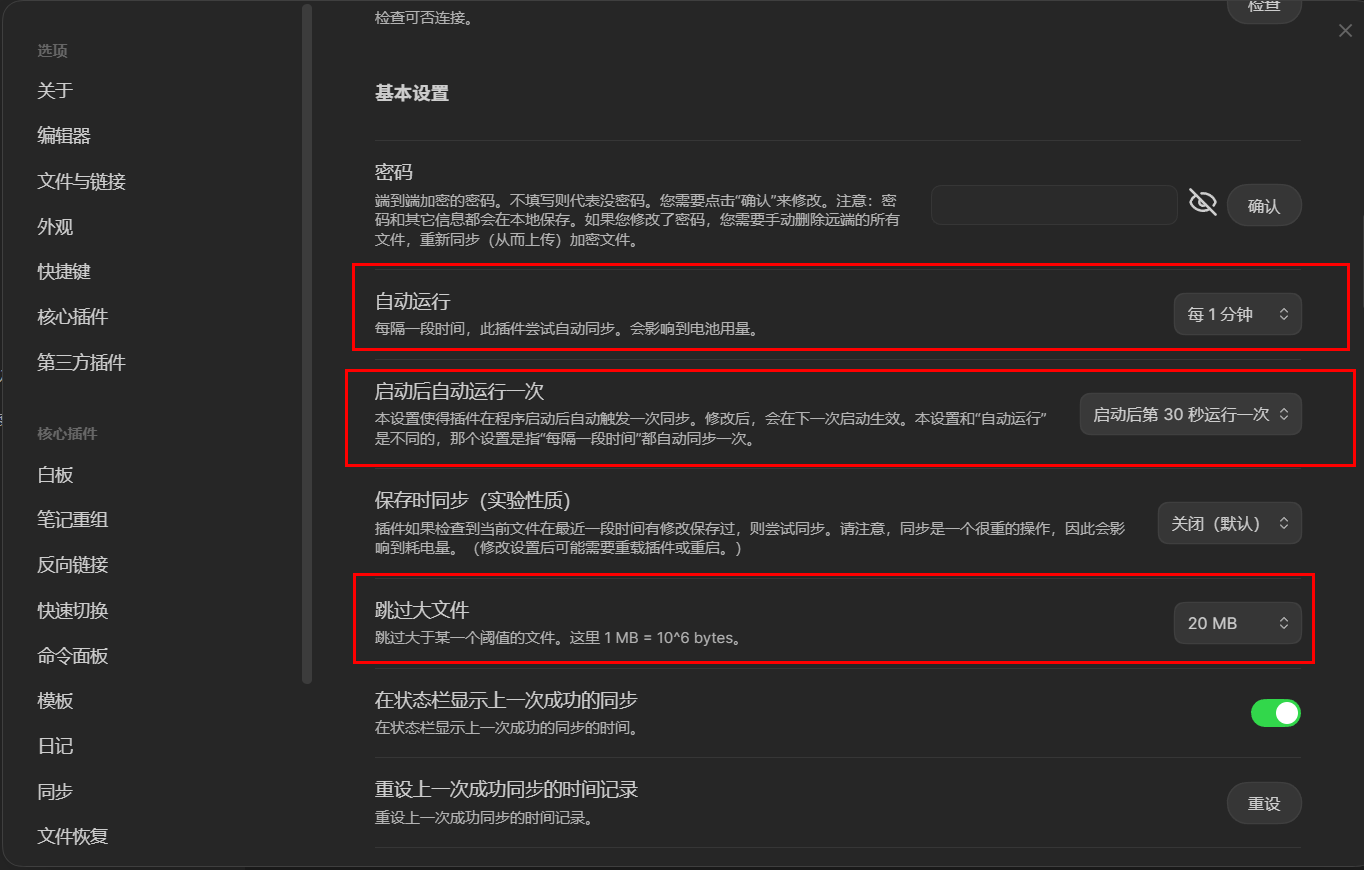 选项
关于
编辑器
文件与链接
外观
快捷键
核心插件
第三方插件
核心插件
白板
笔记重组
反向链接
快速切换
命令面板
模板
日记
同步
文件恢复
检查可否连接。
检查
基本设置
密码
端到端加密的密码。不填写则代表没密码。您需要点击“确认”来修改。注意：密
码和其它信息都会在本地保存。如果您修改了密码，您需要手动删除远端的所有
文件，重新同步（从而上传）加密文件。
确认
自动运行
每隔一段时间，此插件尝试自动同步。会影响到电池用量。
每 1 分钟
启动后自动运行一次
本设置使得插件在程序启动后自动触发一次同步。修改后，会在下一次启动生效。本设置和“自动运行”
是不同的，那个设置是指“每隔一段时间”都自动同步一次。
启动后第 30 秒运行一次
保存时同步（实验性质）
插件如果检查到当前文件在最近一段时间有修改保存过，则尝试同步。请注意，同步是一个很重的操作，因此会影
响到耗电量。（修改设置后可能需要重载插件或重启。）
关闭（默认）
跳过大文件
跳过大于某一个阈值的文件。这里 1 MB = 10^6 bytes。
20 MB
在状态栏显示上一次成功的同步
在状态栏显示上一次成功的同步的时间。
重设上一次成功同步的时间记录
重设上一次成功同步的时间记录。
重设